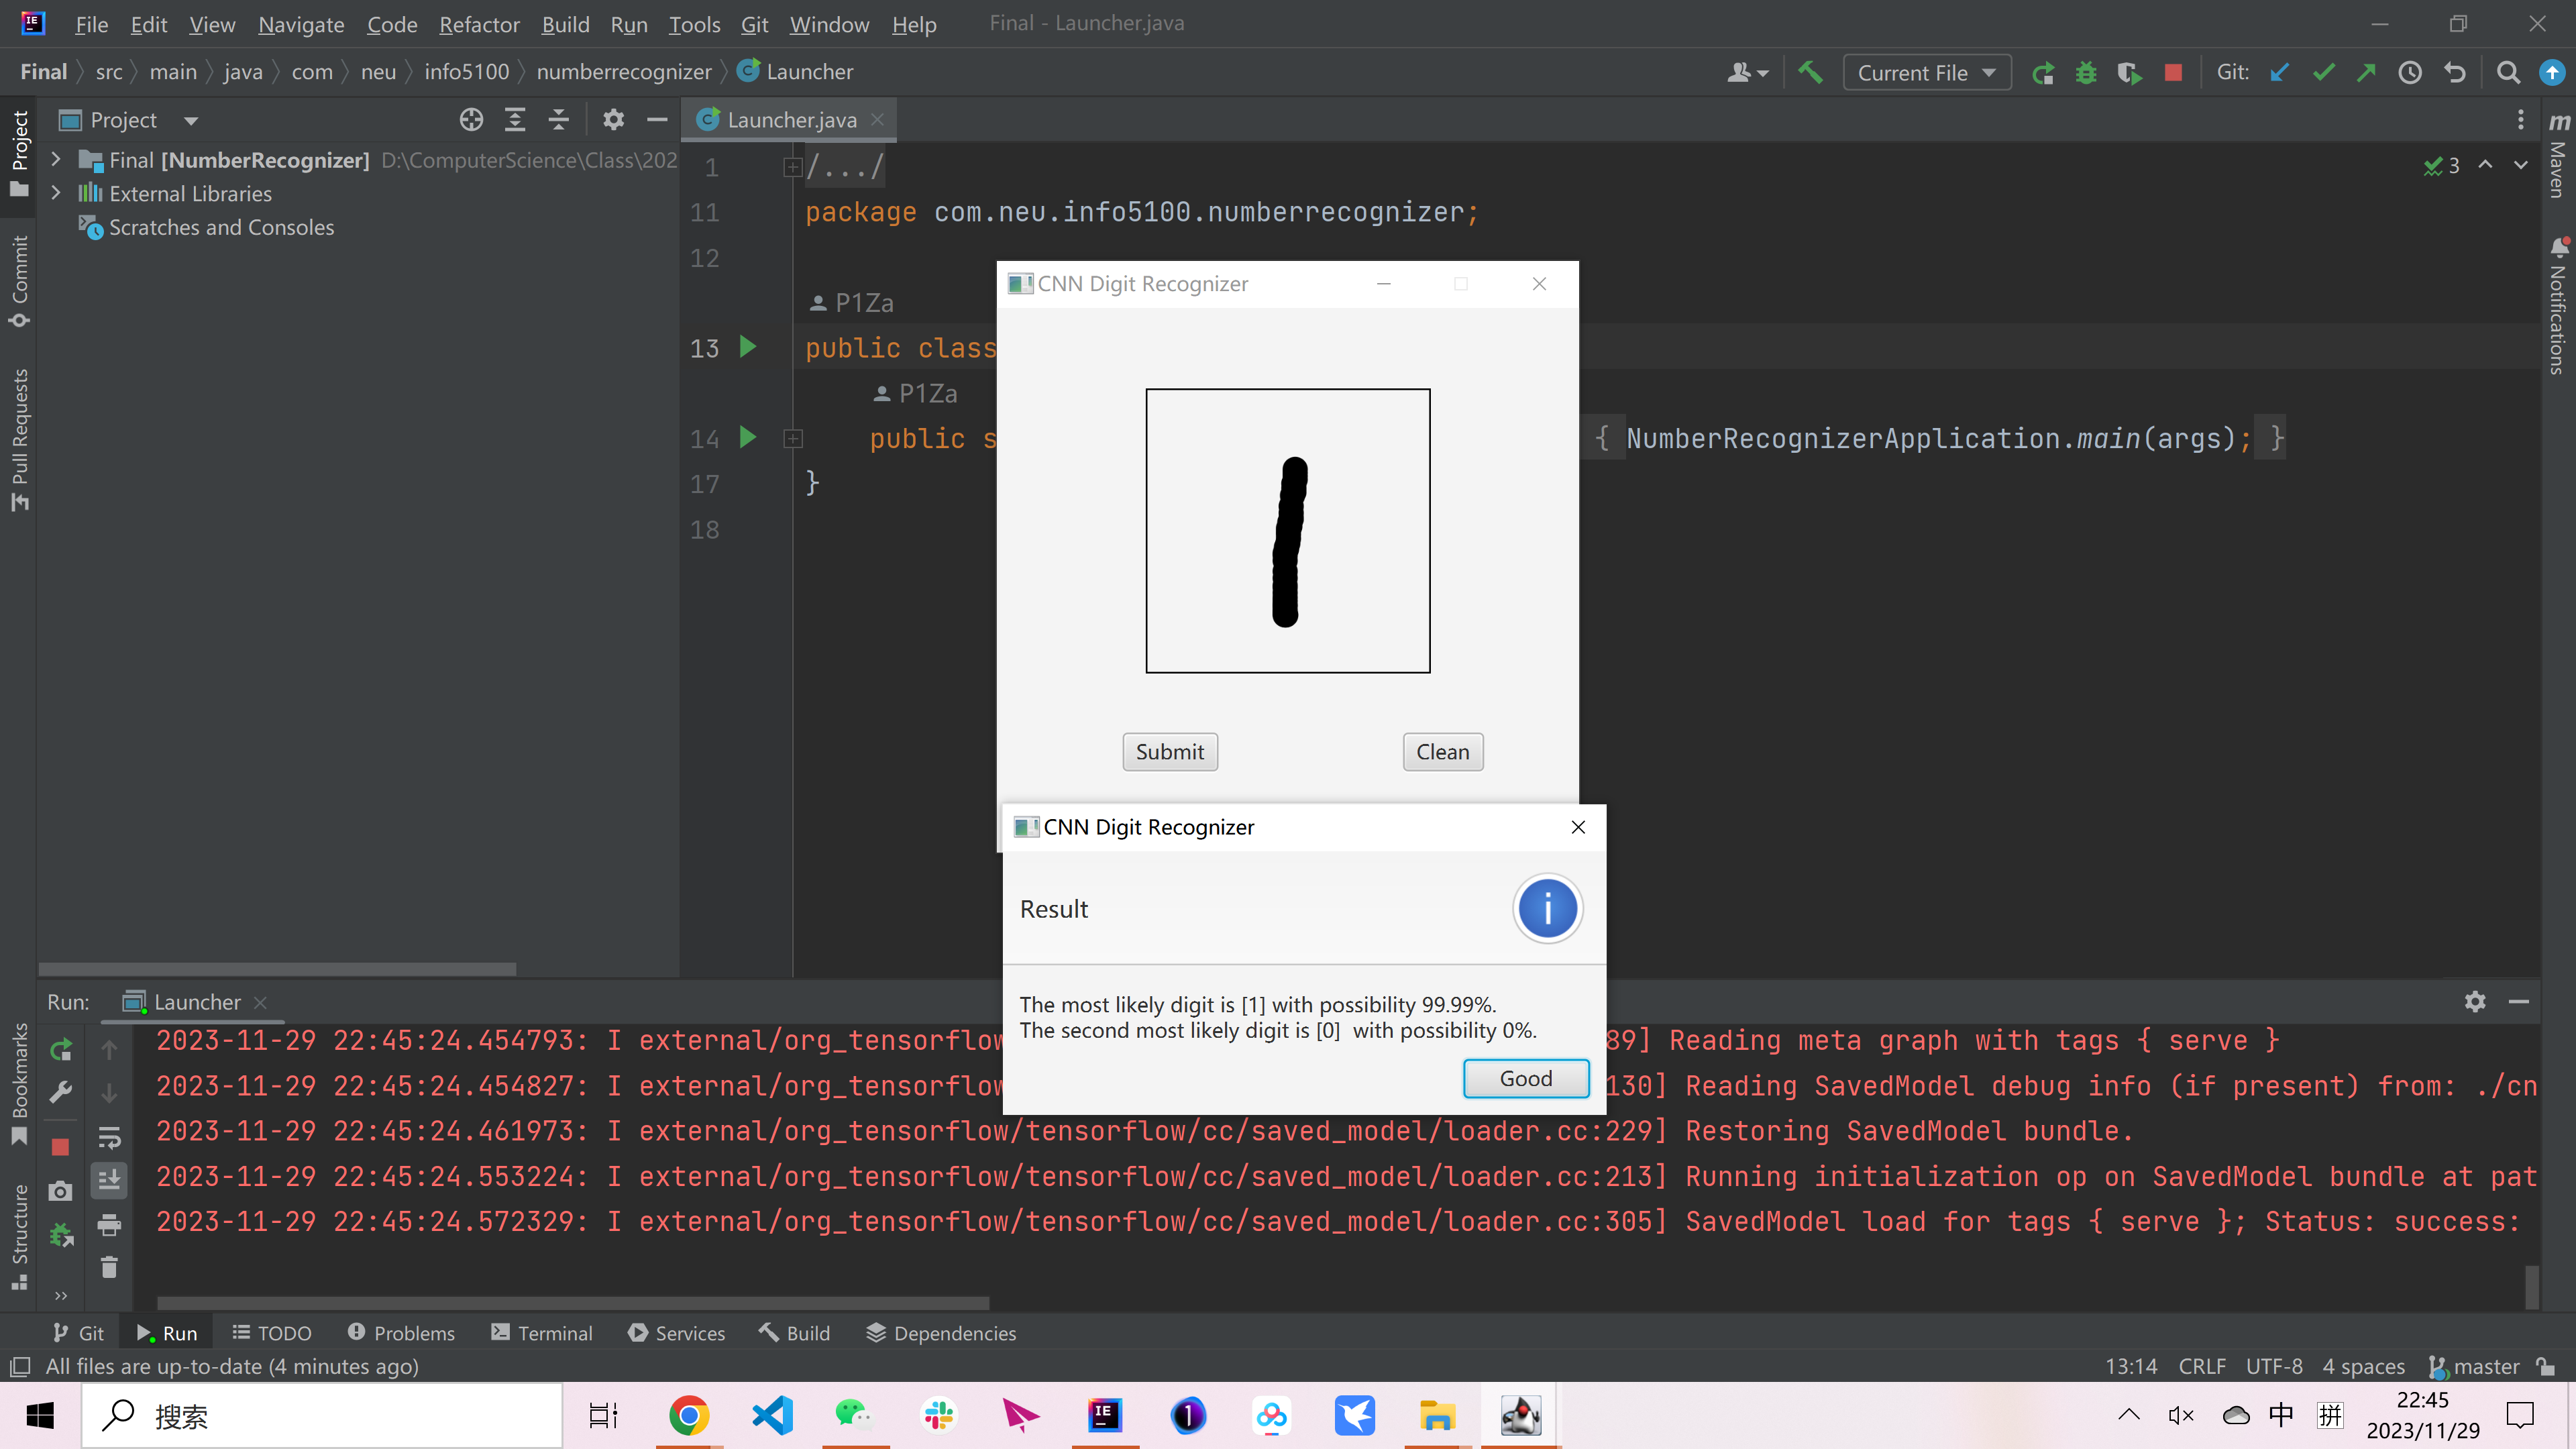 File Edit View Navigate Code Refactor Build Run Tools Git Window Help Final - Launcher.java
Final src main java com neu info5100 numberrecognizer Launcher Current File Git:
Project
Launcher.java
Final [NumberRecognizer] D:\ComputerScience\Class\202
External Libraries
Scratches and Consoles
Project
Commit
Pull Requests
Bookmarks
Structure
Maven
Notifications
3
1 /.../
11 package com.neu.info5100.numberrecognizer;
12
P1Za
13 public class
P1Za
14 public s { NumberRecognizerApplication.main(args); }
17 }
18
CNN Digit Recognizer
Submit Clean
CNN Digit Recognizer
Result
The most likely digit is [1] with possibility 99.99%.
The second most likely digit is [0]  with possibility 0%.
Good
Run: Launcher
2023-11-29 22:45:24.454793: I external/org_tensorflow 89] Reading meta graph with tags { serve }
2023-11-29 22:45:24.454827: I external/org_tensorflow :130] Reading SavedModel debug info (if present) from: ./cn
2023-11-29 22:45:24.461973: I external/org_tensorflow/tensorflow/cc/saved_model/loader.cc:229] Restoring SavedModel bundle.
2023-11-29 22:45:24.553224: I external/org_tensorflow/tensorflow/cc/saved_model/loader.cc:213] Running initialization op on SavedModel bundle at pat
2023-11-29 22:45:24.572329: I external/org_tensorflow/tensorflow/cc/saved_model/loader.cc:305] SavedModel load for tags { serve }; Status: success:
Git Run TODO Problems Terminal Services Build Dependencies
All files are up-to-date (4 minutes ago) 13:14 CRLF UTF-8 4 spaces master
搜索
中 拼
22:45
2023/11/29